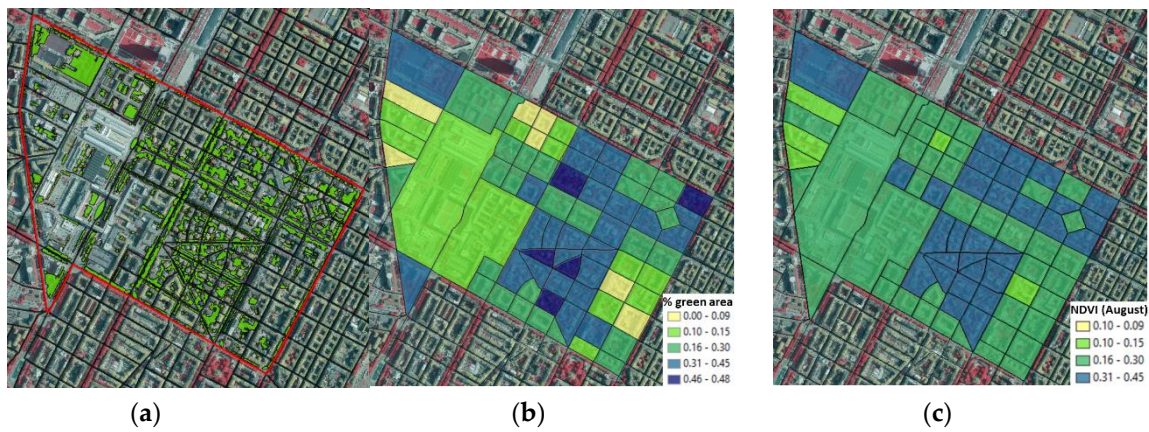 % green area
0.00 - 0.09
0.10 - 0.15
0.16 - 0.30
0.31 - 0.45
0.46 - 0.48
NDVI (August)
0.10 - 0.09
0.10 - 0.15
0.16 - 0.30
0.31 - 0.45
(a)
(b)
(c)